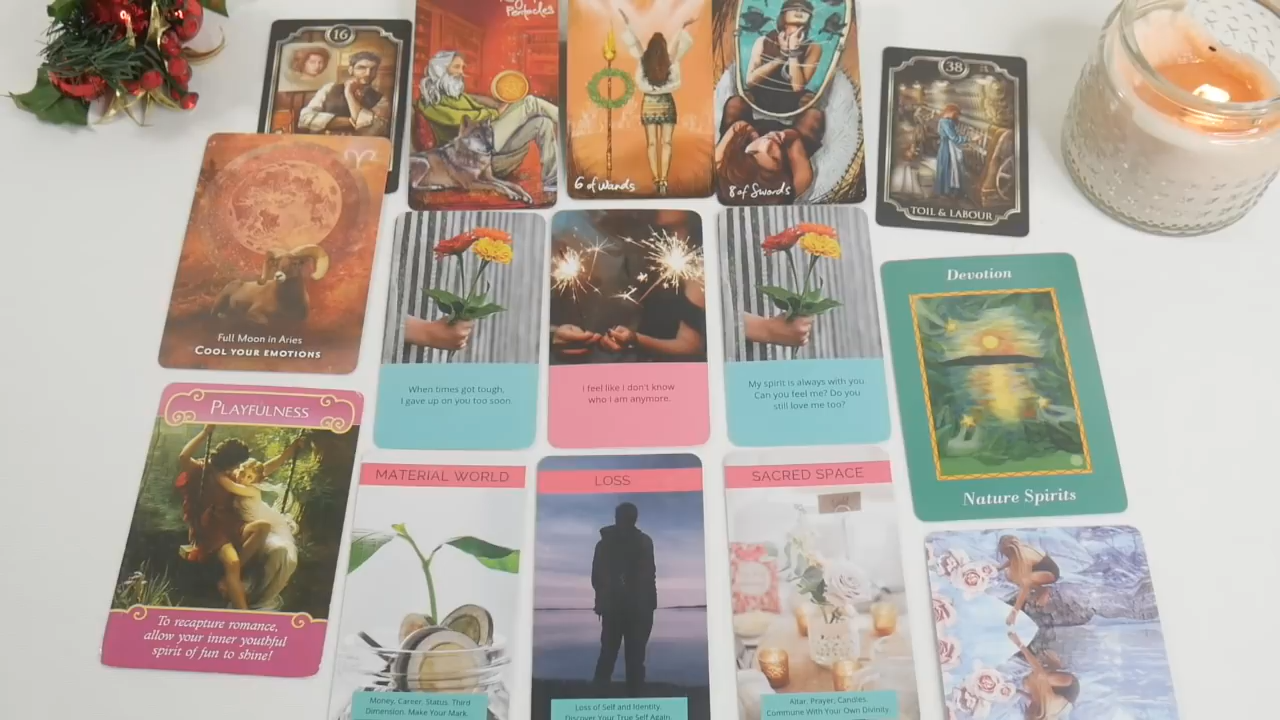 16
Pentacles
6 of Wands
8 of Swords
38
TOIL & LABOUR
Full Moon in Aries
COOL YOUR EMOTIONS
When times got tough,
I gave up on you too soon.
I feel like I don't know
who I am anymore.
My spirit is always with you
Can you feel me? Do you
still love me too?
Devotion
Nature Spirits
PLAYFULNESS
To recapture romance,
allow your inner youthful
spirit of fun to shine!
MATERIAL WORLD
Money, Career, Status. Third
Dimension. Make Your Mark.
LOSS
Loss of Self and Identity.
Discover Your True Self Again.
SACRED SPACE
Altar, Prayer, Candles.
Commune With Your Own Divinity.